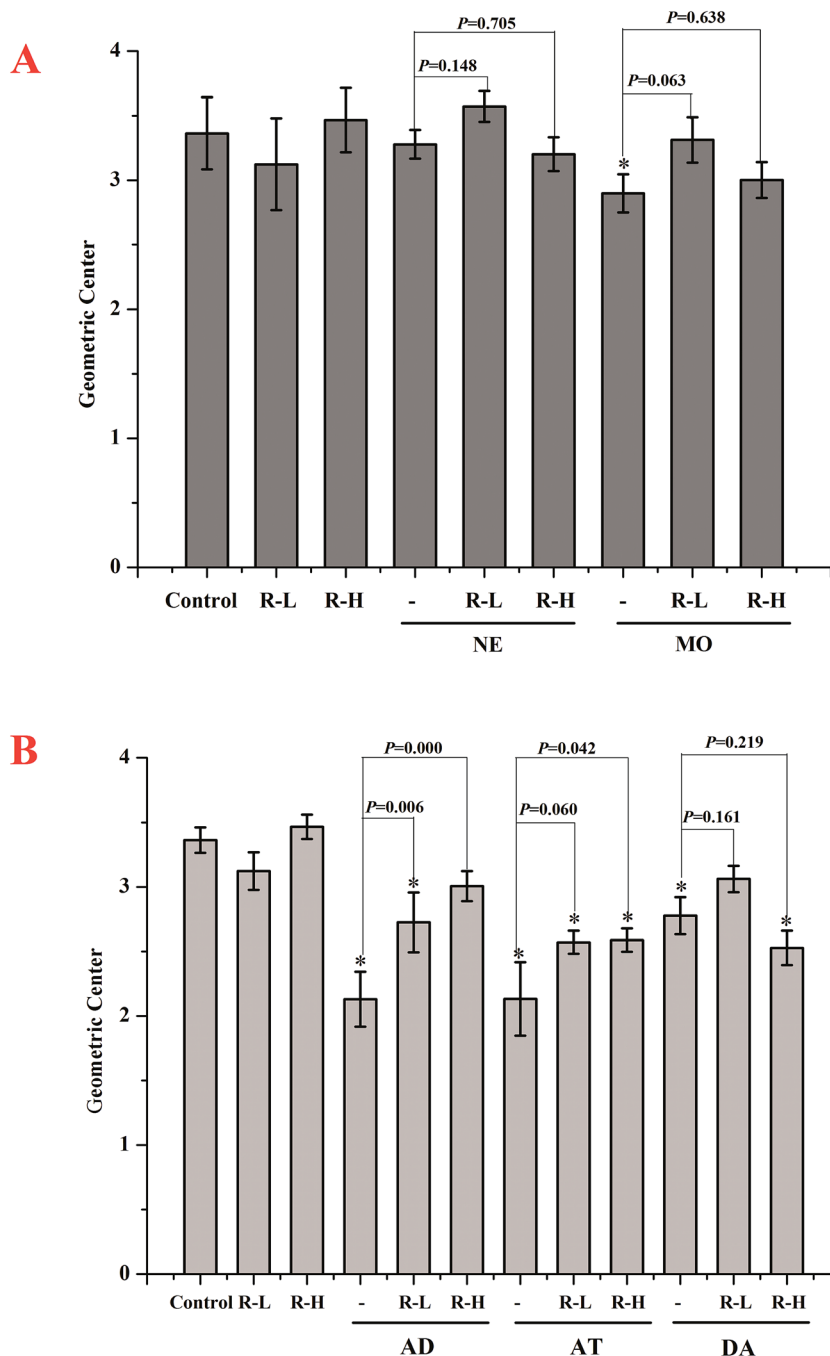 A
Geometric Center
4
3
2
1
0
P=0.705
P=0.148
P=0.638
P=0.063
*
Control R-L R-H - R-L R-H - R-L R-H
NE MO
B
Geometric Center
4
3
2
1
0
P=0.000
P=0.006
P=0.042
P=0.060
P=0.219
P=0.161
* * * * * * *
Control R-L R-H - R-L R-H - R-L R-H - R-L R-H
AD AT DA